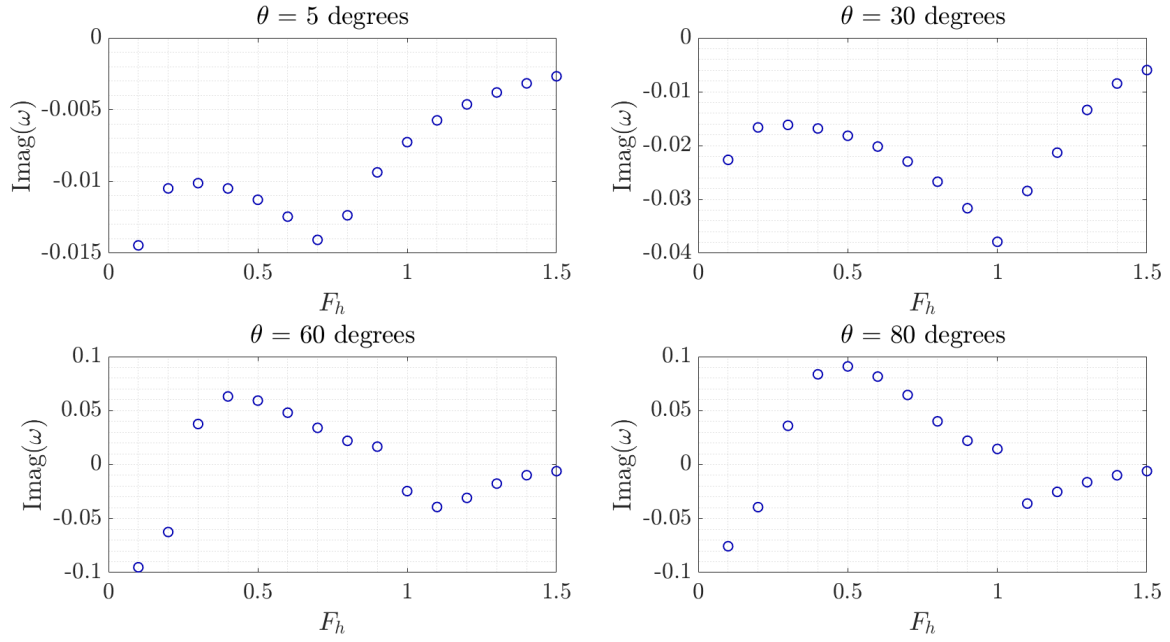 θ = 5 degrees
0
-0.005
-0.01
-0.015
Imag(ω)
0
0.5
1
1.5
F_h
θ = 30 degrees
0
-0.01
-0.02
-0.03
-0.04
Imag(ω)
0
0.5
1
1.5
F_h
θ = 60 degrees
0.1
0.05
0
-0.05
-0.1
Imag(ω)
0
0.5
1
1.5
F_h
θ = 80 degrees
0.1
0.05
0
-0.05
-0.1
Imag(ω)
0
0.5
1
1.5
F_h